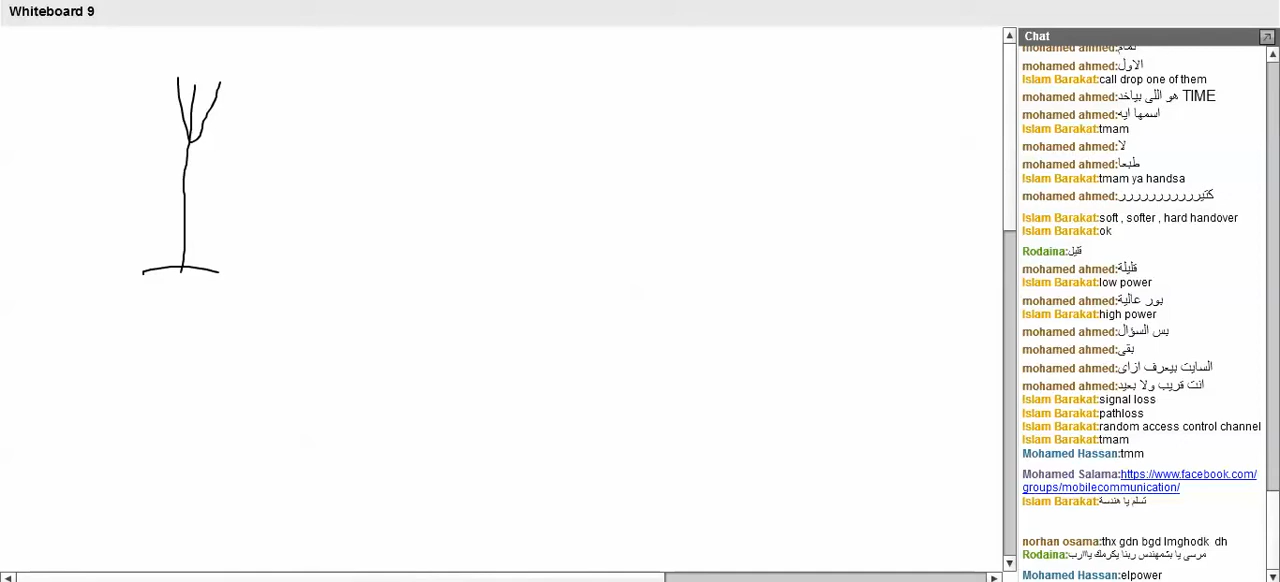 Whiteboard 9
Chat
mohamed ahmed:تمام
mohamed ahmed:الاول
Islam Barakat:call drop one of them
mohamed ahmed:هو اللى بياخد TIME
mohamed ahmed:اسمها ايه
Islam Barakat:tmam
mohamed ahmed:لا
mohamed ahmed:طبعا
Islam Barakat:tmam ya handsa
mohamed ahmed:كتيرررررررررررر
Islam Barakat:soft , softer , hard handover
Islam Barakat:ok
Rodaina:قليل
mohamed ahmed:قليلة
Islam Barakat:low power
mohamed ahmed:بور عالية
Islam Barakat:high power
mohamed ahmed:بس السؤال
mohamed ahmed:بقى
mohamed ahmed:السايت بيعرف ازاى
mohamed ahmed:انت قريب ولا بعيد
Islam Barakat:signal loss
Islam Barakat:pathloss
Islam Barakat:random access control channel
Islam Barakat:tmam
Mohamed Hassan:tmm
Mohamed Salama:https://www.facebook.com/
groups/mobilecommunication/
Islam Barakat:تسلم يا هندسة
norhan osama:thx gdn bgd lmghodk dh
Rodaina:مرسى يا بشمهندس ربنا يكرمك ياارب
Mohamed Hassan:elpower